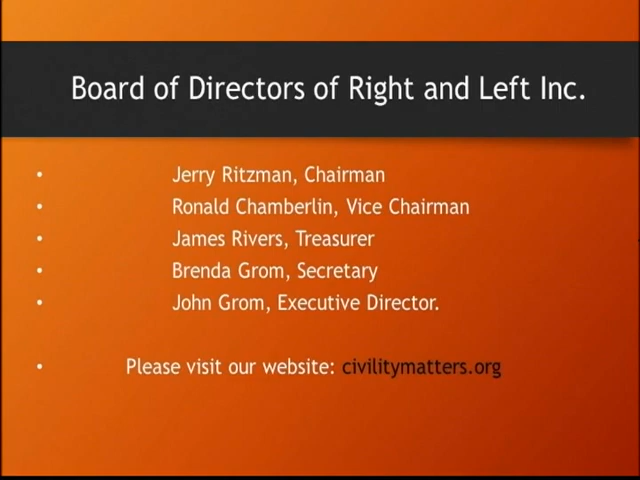 Board of Directors of Right and Left Inc.
• Jerry Ritzman, Chairman
• Ronald Chamberlin, Vice Chairman
• James Rivers, Treasurer
• Brenda Grom, Secretary
• John Grom, Executive Director.
• Please visit our website: civilitymatters.org